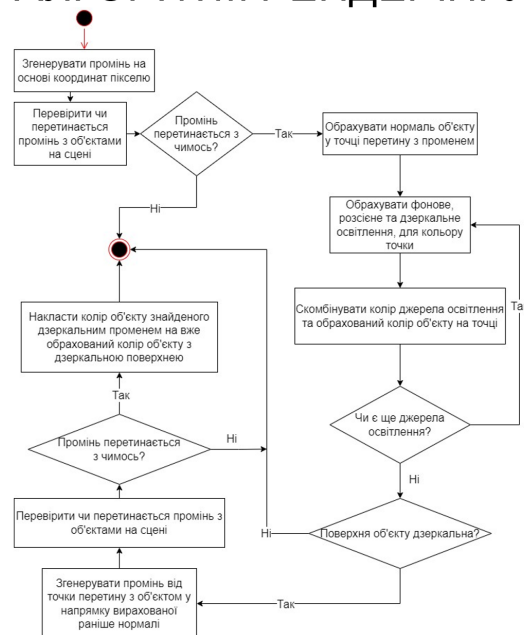 Згенерувати промінь на
основі координат пікселю
Перевірити чи
перетинається
промінь з об'єктами
на сцені
Промінь
перетинається з
чимось?
Так
Обрахувати нормаль об'єкту
у точці перетину з променем
Ні
Обрахувати фонове,
розсієне та дзеркальне
освітлення, для кольору
точки
Скомбінувати колір джерела освітлення
та обрахований колір об'єкту на точці
Та
Накласти колір об'єкту знайденого
дзеркальним променем на вже
обрахований колір об'єкту з
дзеркальною поверхнею
Так
Чи є ще джерела
освітлення?
Промінь перетинається
з чимось?
Ні
Ні
Перевірити чи перетинається промінь з
об'єктами на сцені
Ні
Поверхня об'єкту дзеркальна?
Згенерувати промінь від
точки перетину з об'єктом у
напрямку вирахованої
раніше нормалі
Так